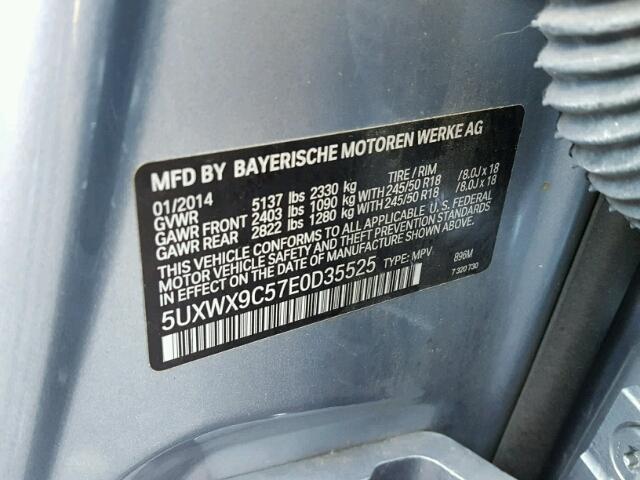 MFD BY BAYERISCHE MOTOREN WERKE AG
01/2014 TIRE / RIM
GVWR 5137 lbs 2330 kg
GAWR FRONT 2403 lbs 1090 kg WITH 245/50 R18 /8.0J x 18
GAWR REAR 2822 lbs 1280 kg WITH 245/50 R18 /8.0J x 18
THIS VEHICLE CONFORMS TO ALL APPLICABLE U.S. FEDERAL
MOTOR VEHICLE SAFETY AND THEFT PREVENTION STANDARDS
IN EFFECT ON THE DATE OF MANUFACTURE SHOWN ABOVE.
5UXWX9C57E0D35525 TYPE: MPV 896M
7 320 730